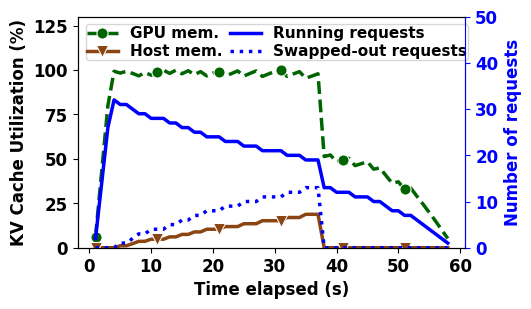 GPU mem.
Host mem.
Running requests
Swapped-out requests
KV Cache Utilization (%)
125
100
75
50
25
0
50
40
30
20
10
0
Number of requests
0 10 20 30 40 50 60
Time elapsed (s)